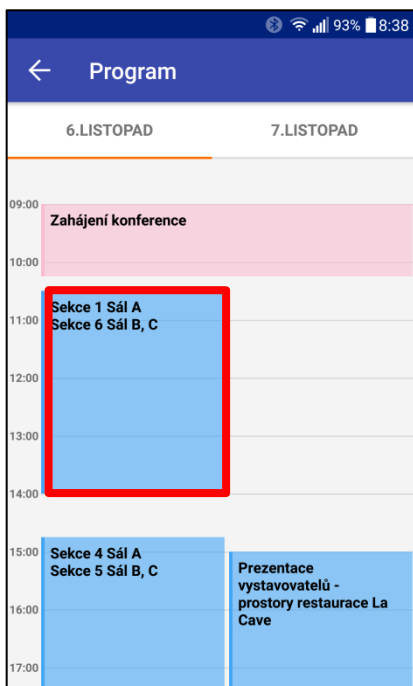 93% 8:38
Program
6.LISTOPAD 7.LISTOPAD
09:00
Zahájení konference
10:00
Sekce 1 Sál A
11:00
Sekce 6 Sál B, C
12:00
13:00
14:00
15:00
Sekce 4 Sál A
Sekce 5 Sál B, C
Prezentace
vystavovatelů -
prostory restaurace La
Cave
16:00
17:00